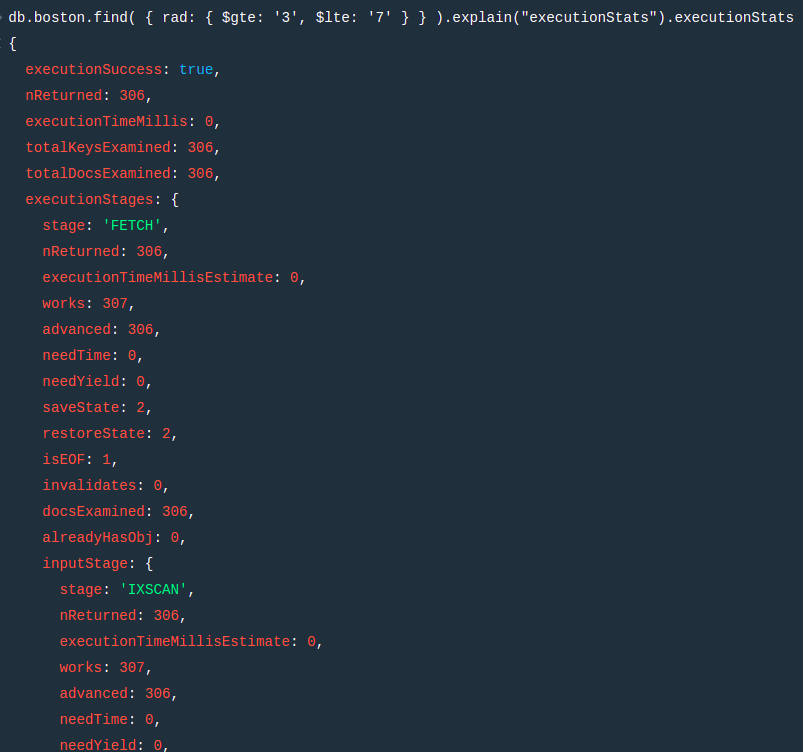 db.boston.find( { rad: { $gte: '3', $lte: '7' } } ).explain("executionStats").executionStats
{
executionSuccess: true,
nReturned: 306,
executionTimeMillis: 0,
totalKeysExamined: 306,
totalDocsExamined: 306,
executionStages: {
stage: 'FETCH',
nReturned: 306,
executionTimeMillisEstimate: 0,
works: 307,
advanced: 306,
needTime: 0,
needYield: 0,
saveState: 2,
restoreState: 2,
isEOF: 1,
invalidates: 0,
docsExamined: 306,
alreadyHasObj: 0,
inputStage: {
stage: 'IXSCAN',
nReturned: 306,
executionTimeMillisEstimate: 0,
works: 307,
advanced: 306,
needTime: 0,
needYield: 0,